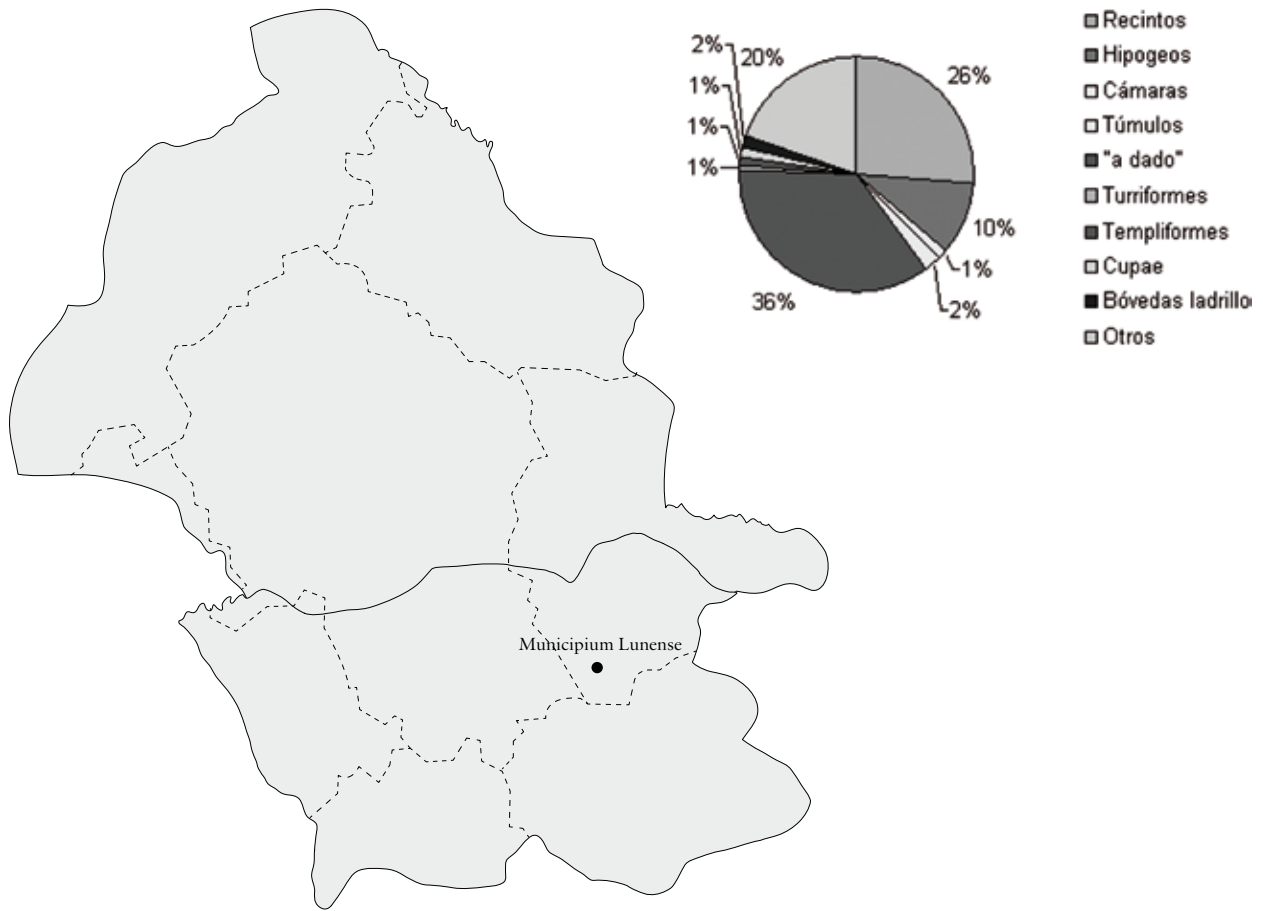 2%
20%
26%
1%
1%
1%
10%
1%
2%
36%
Recintos
Hipogeos
Cámaras
Túmulos
"a dado"
Turriformes
Templiformes
Cupae
Bóvedas ladrillo
Otros
Municipium Lunense